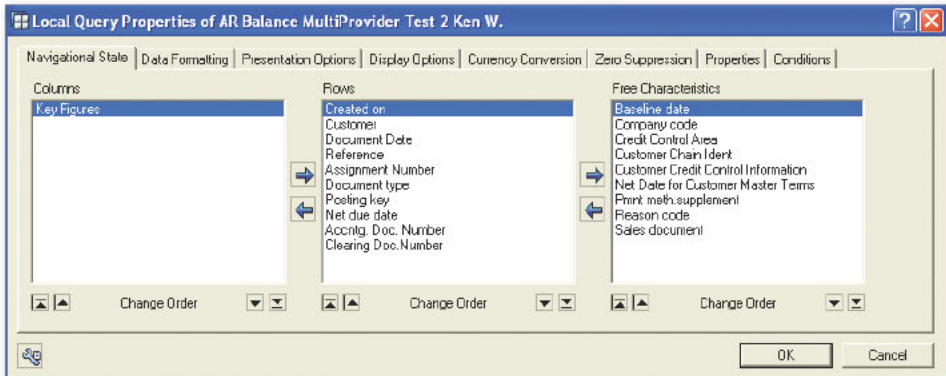 Local Query Properties of AR Balance MultiProvider Test 2 Ken W.
Navigational State Data Formatting Presentation Options Display Options Currency Conversion Zero Suppression Properties Conditions
Columns
Key Figures
Change Order
Rows
Created on
Customer
Document Date
Reference
Assignment Number
Document type
Posting key
Net due date
Accntg. Doc. Number
Clearing Doc.Number
Change Order
Free Characteristics
Baseline date
Company code
Credit Control Area
Customer Chain Ident
Customer Credit Control Information
Net Date for Customer Master Terms
Pmnt meth.supplement
Reason code
Sales document
Change Order
OK Cancel